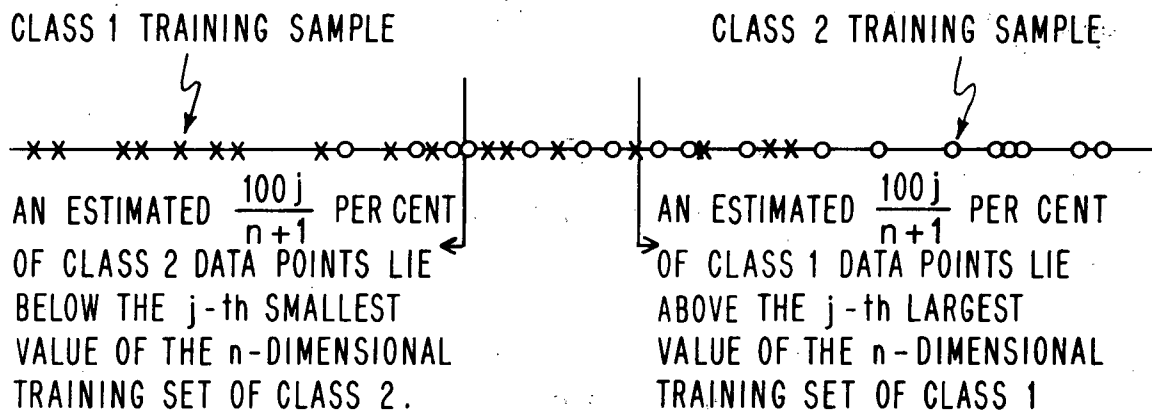 CLASS 1 TRAINING SAMPLE
CLASS 2 TRAINING SAMPLE
AN ESTIMATED 100 j / n + 1 PER CENT
OF CLASS 2 DATA POINTS LIE
BELOW THE j-th SMALLEST
VALUE OF THE n-DIMENSIONAL
TRAINING SET OF CLASS 2.
AN ESTIMATED 100 j / n + 1 PER CENT
OF CLASS 1 DATA POINTS LIE
ABOVE THE j-th LARGEST
VALUE OF THE n-DIMENSIONAL
TRAINING SET OF CLASS 1